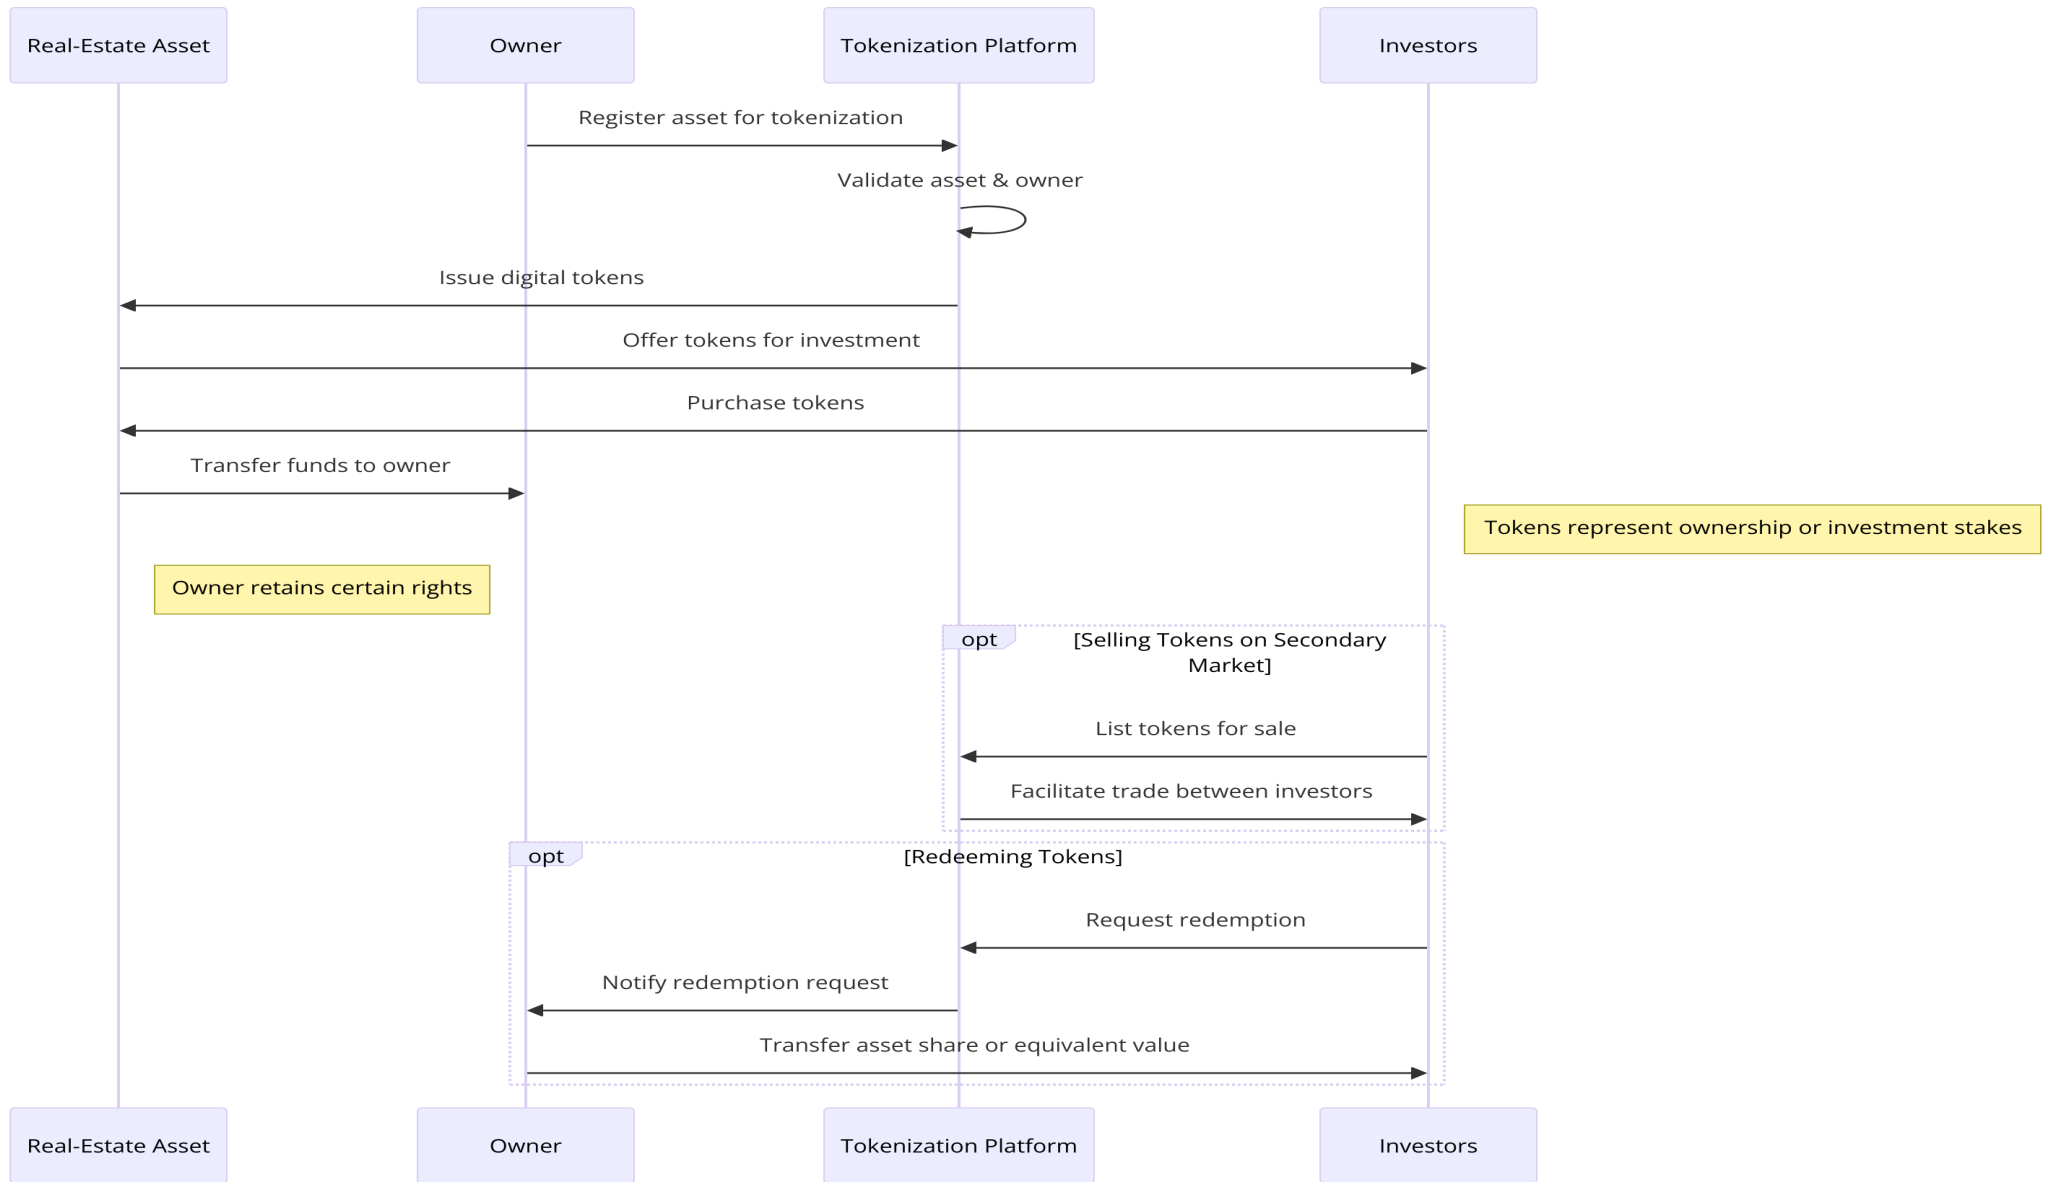 Real-Estate Asset
Owner
Tokenization Platform
Investors
Register asset for tokenization
Validate asset & owner
Issue digital tokens
Offer tokens for investment
Purchase tokens
Transfer funds to owner
Tokens represent ownership or investment stakes
Owner retains certain rights
opt
[Selling Tokens on Secondary
Market]
List tokens for sale
Facilitate trade between investors
opt
[Redeeming Tokens]
Request redemption
Notify redemption request
Transfer asset share or equivalent value
Real-Estate Asset
Owner
Tokenization Platform
Investors